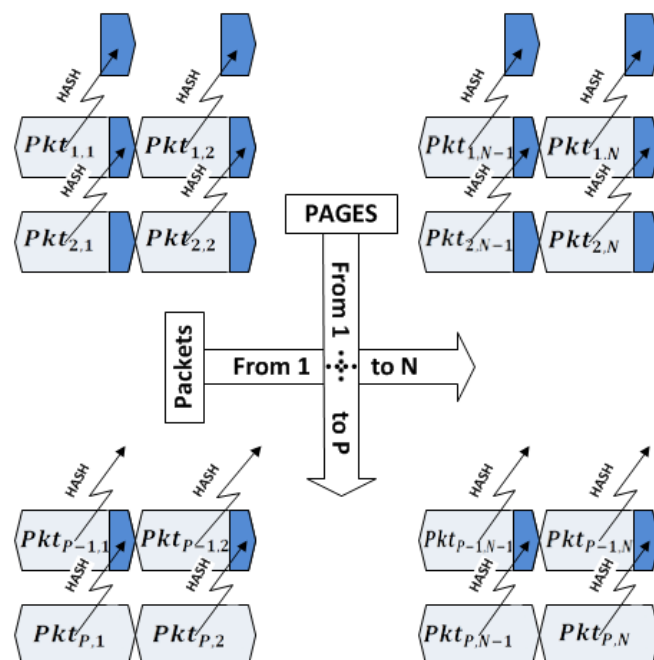 HASH HASH HASH HASH
Pkt1,1 Pkt1,2 Pkt1,N-1 Pkt1,N
HASH HASH HASH HASH
Pkt2,1 Pkt2,2 Pkt2,N-1 Pkt2,N
PAGES
From 1
to P
Packets
From 1
to N
HASH HASH HASH HASH
PktP-1,1 PktP-1,2 PktP-1,N-1 PktP-1,N
HASH HASH HASH HASH
PktP,1 PktP,2 PktP,N-1 PktP,N